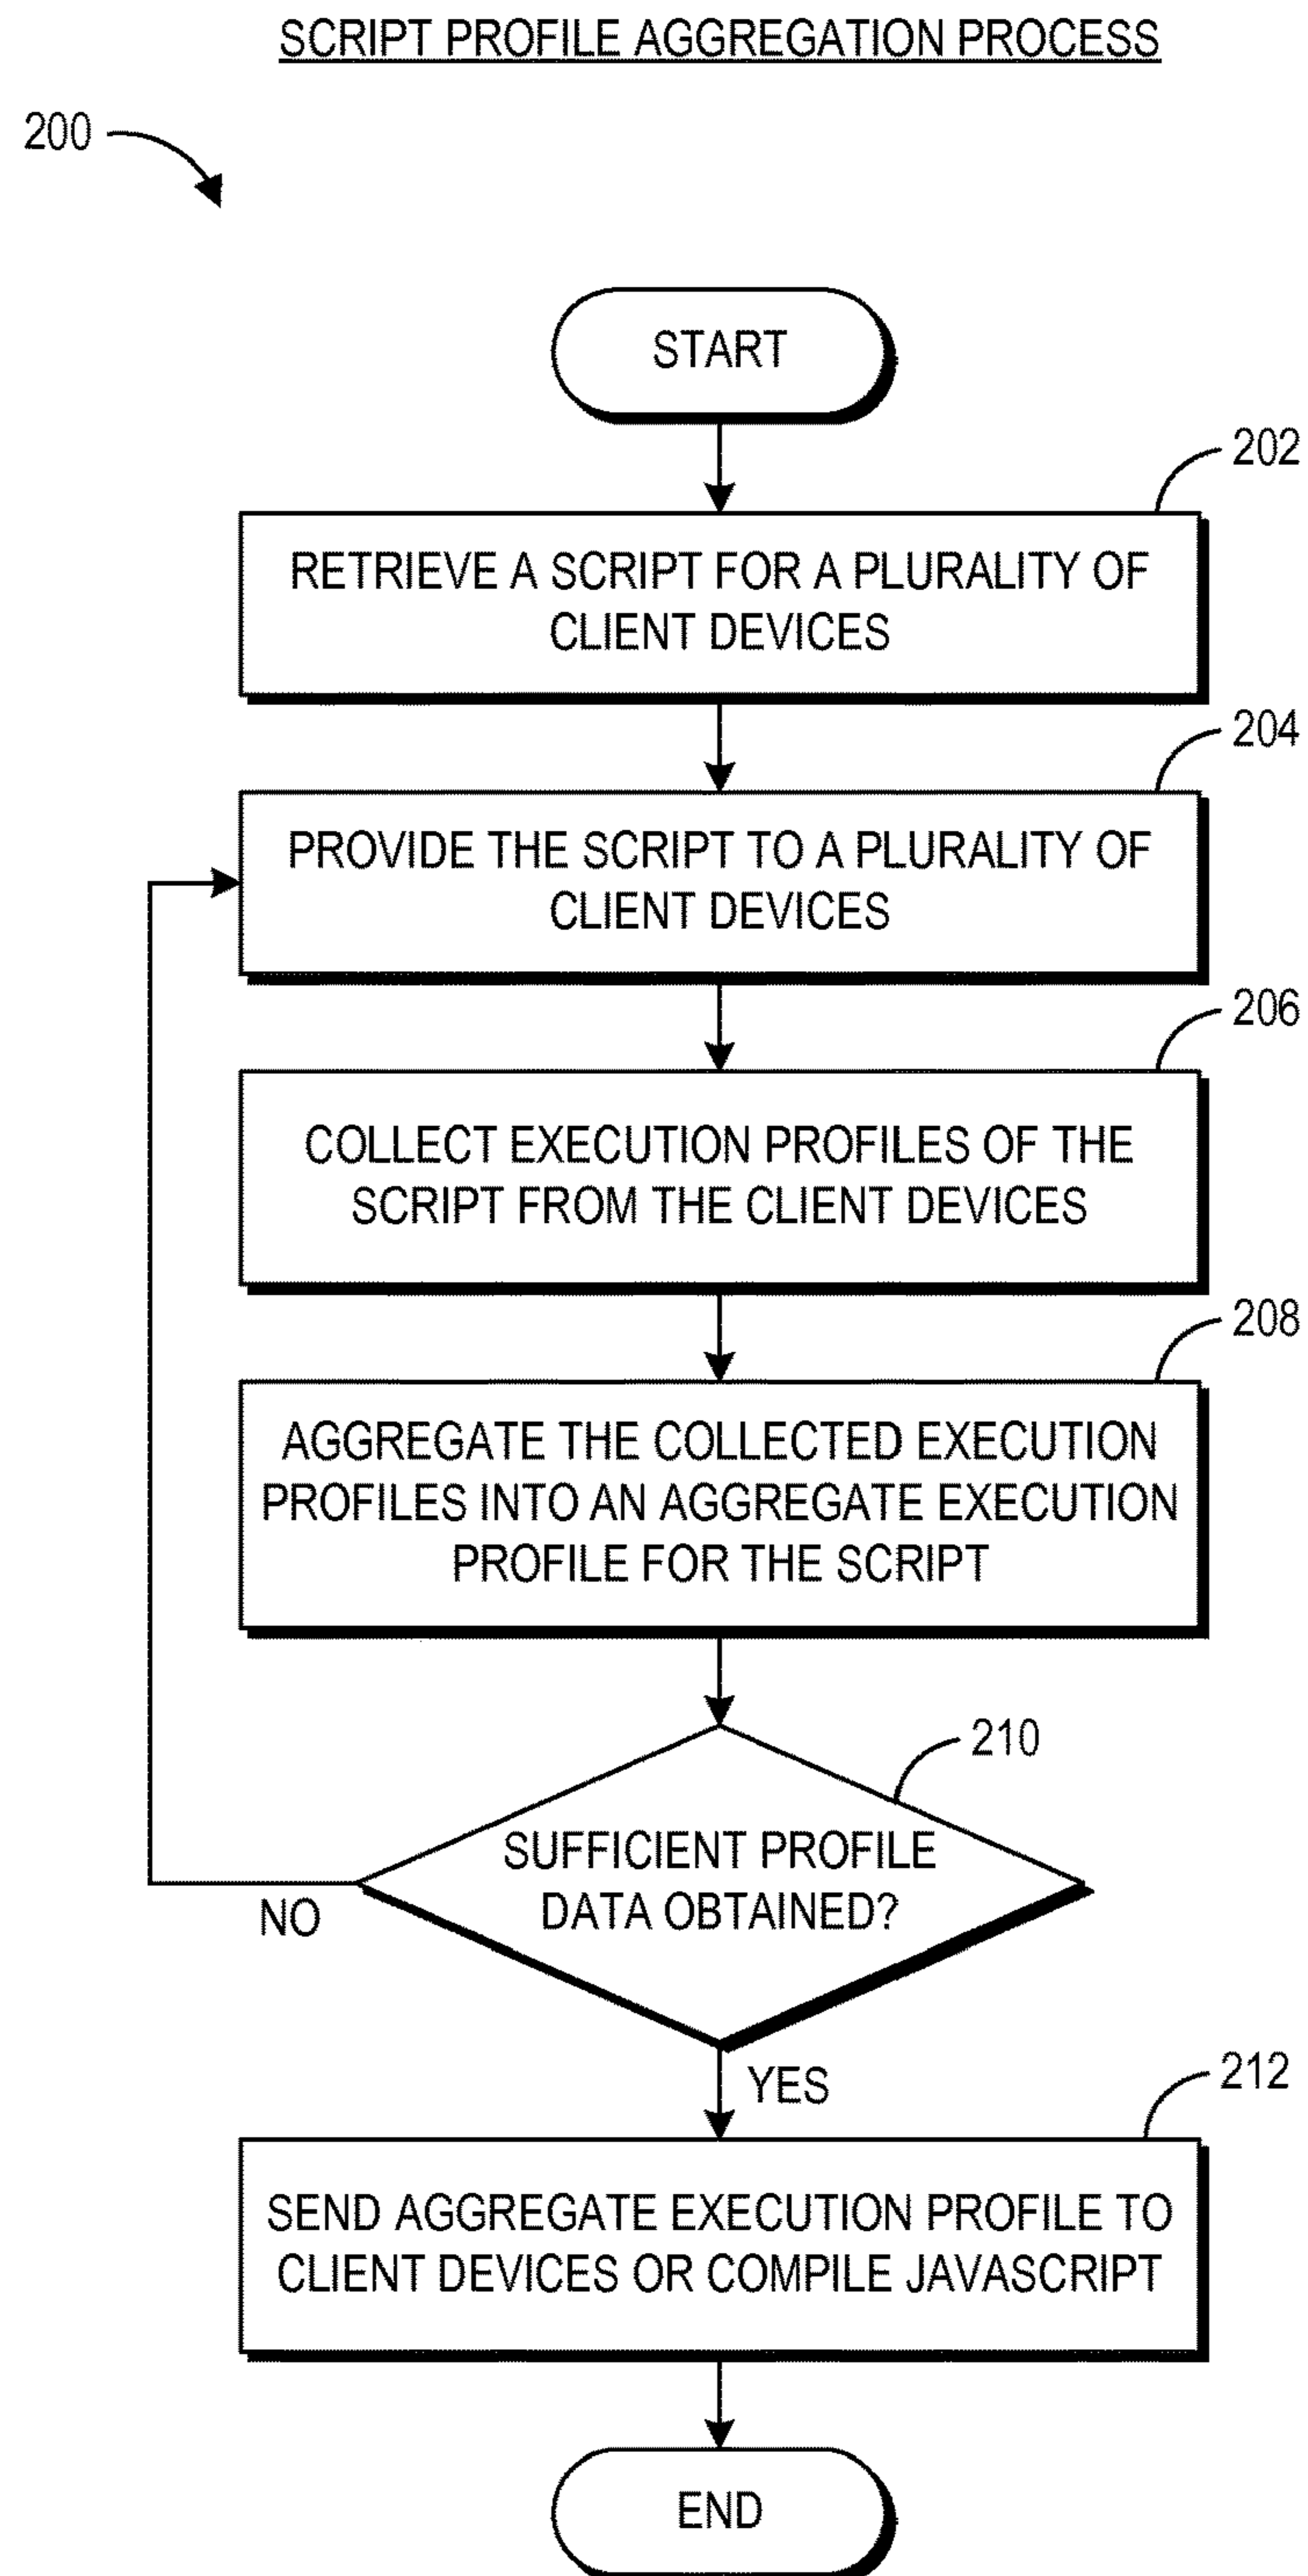 SCRIPT PROFILE AGGREGATION PROCESS
200
START
202
RETRIEVE A SCRIPT FOR A PLURALITY OF
CLIENT DEVICES
204
PROVIDE THE SCRIPT TO A PLURALITY OF
CLIENT DEVICES
206
COLLECT EXECUTION PROFILES OF THE
SCRIPT FROM THE CLIENT DEVICES
208
AGGREGATE THE COLLECTED EXECUTION
PROFILES INTO AN AGGREGATE EXECUTION
PROFILE FOR THE SCRIPT
210
SUFFICIENT PROFILE
DATA OBTAINED?
NO
YES
212
SEND AGGREGATE EXECUTION PROFILE TO
CLIENT DEVICES OR COMPILE JAVASCRIPT
END